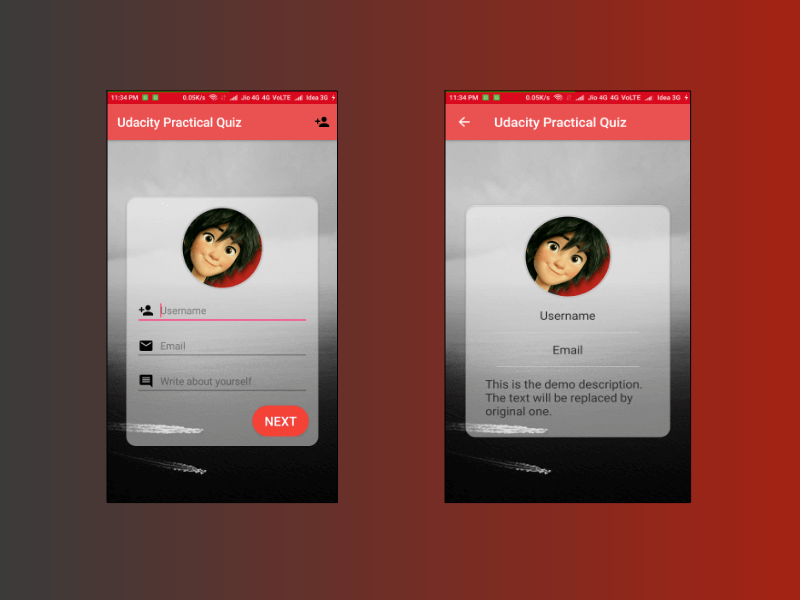 11:34 PM 0.05K/s Jio 4G 4G VoLTE Idea 3G
Udacity Practical Quiz
Username
Email
Write about yourself
NEXT
11:34 PM 0.05K/s Jio 4G 4G VoLTE Idea 3G
Udacity Practical Quiz
Username
Email
This is the demo description.
The text will be replaced by
original one.